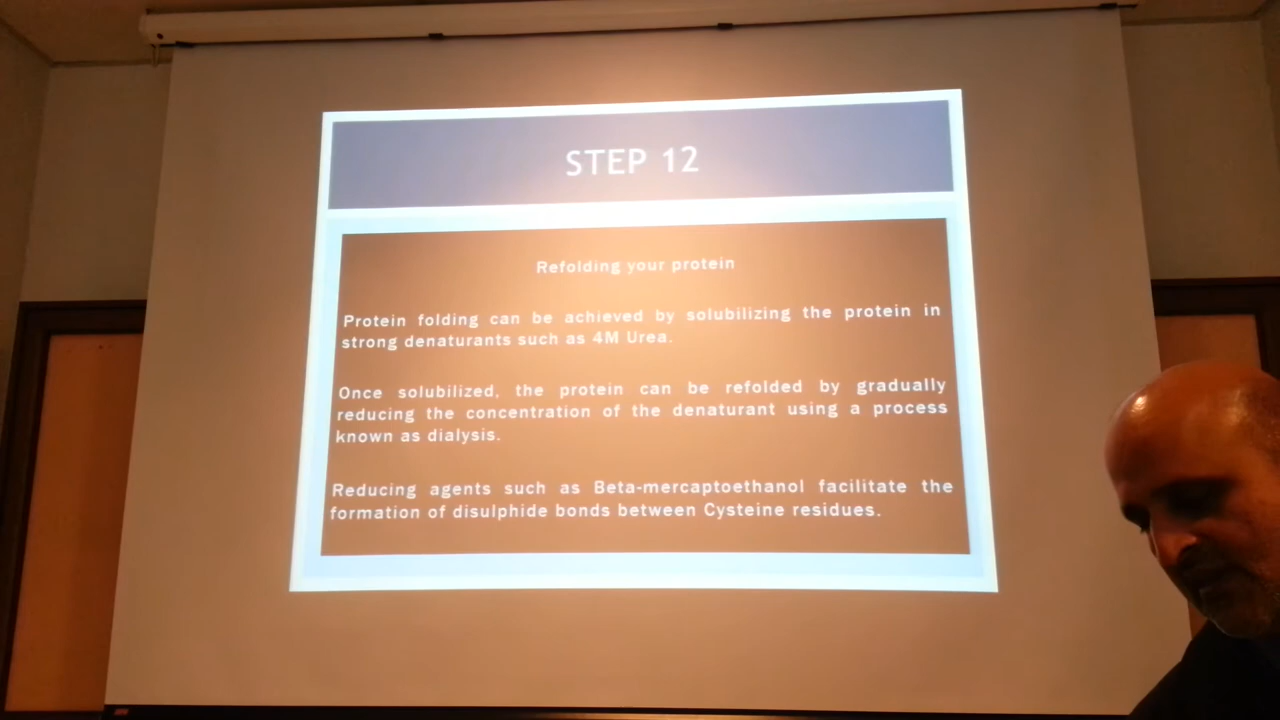 STEP 12
Refolding your protein
Protein folding can be achieved by solubilizing the protein in
strong denaturants such as 4M Urea.
Once solubilized, the protein can be refolded by gradually
reducing the concentration of the denaturant using a process
known as dialysis.
Reducing agents such as Beta-mercaptoethanol facilitate the
formation of disulphide bonds between Cysteine residues.